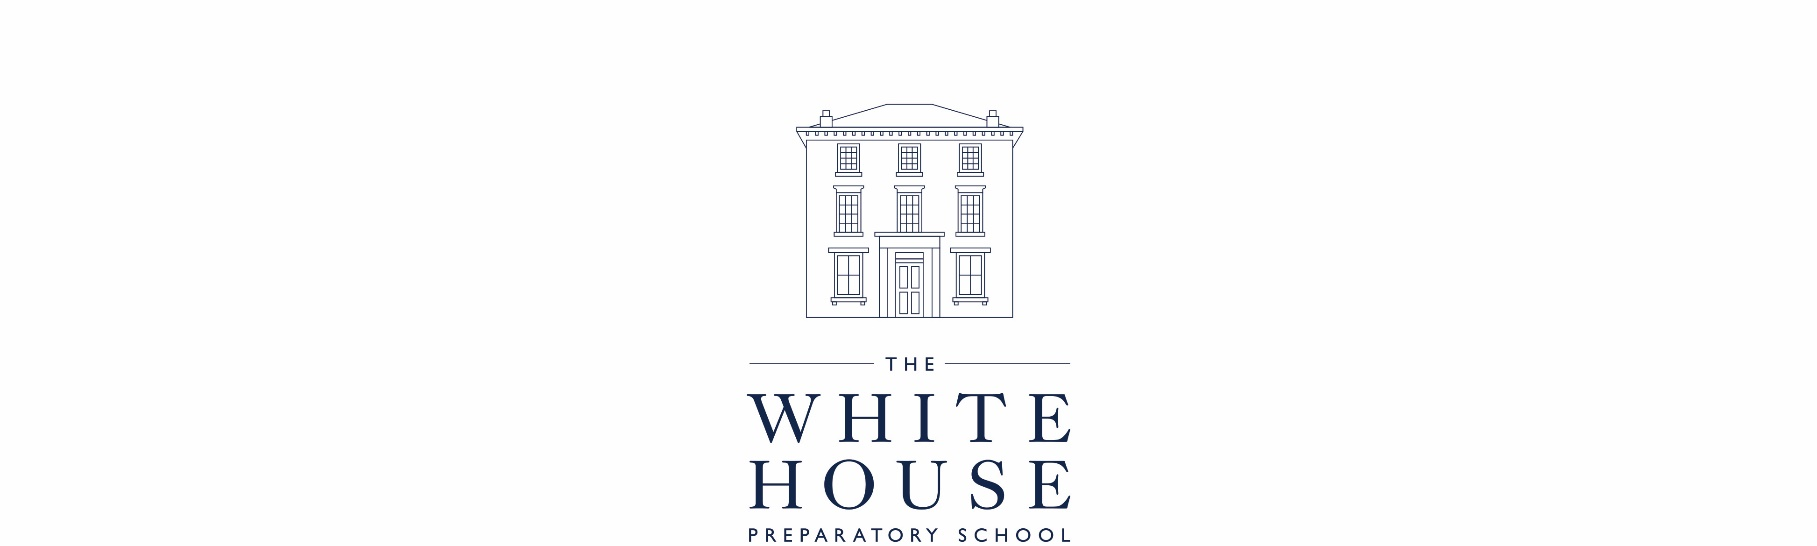 THE
WHITE
HOUSE
PREPARATORY SCHOOL